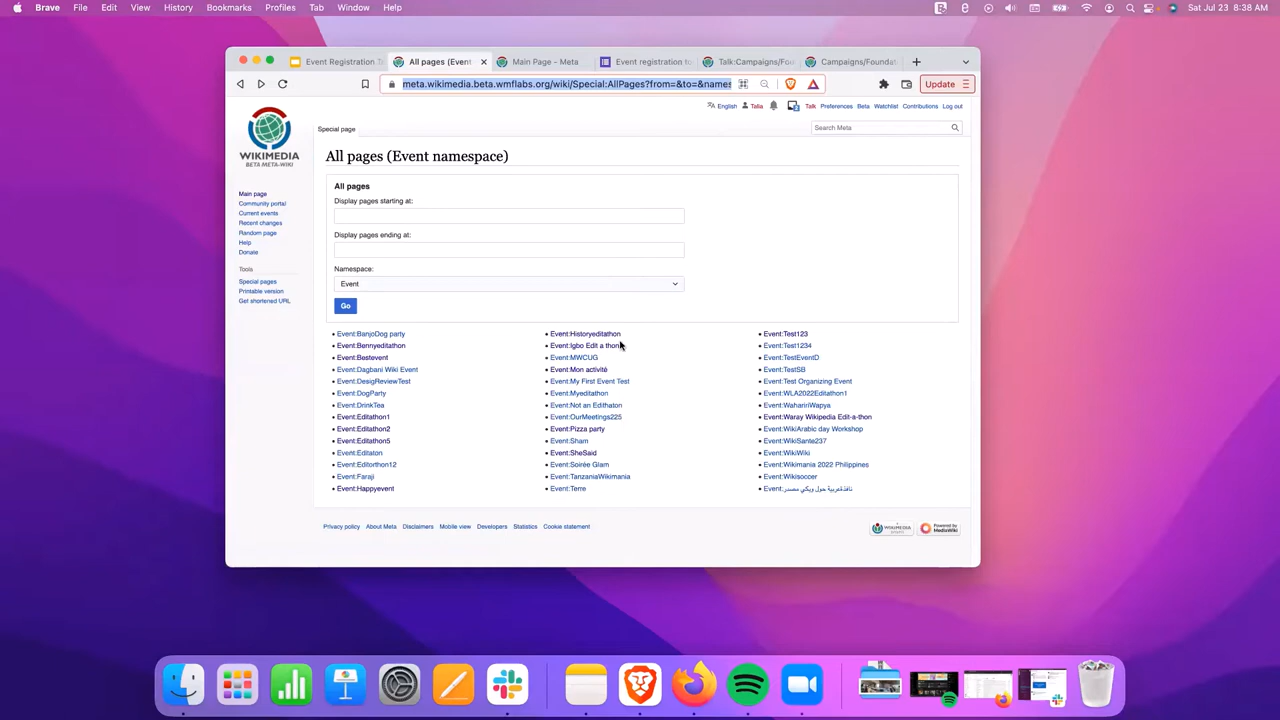 Brave File Edit View History Bookmarks Profiles Tab Window Help Sat Jul 23 8:38 AM
Event Registration T All pages (Event Main Page – Meta Event registration to Talk:Campaigns/Fou Campaigns/Foundat
meta.wikimedia.beta.wmflabs.org/wiki/Special:AllPages?from=&to=&names Update
English Talia Talk Preferences Beta Watchlist Contributions Log out
Special page Search Meta
WIKIMEDIA
BETA META-WIKI
All pages (Event namespace)
All pages
Display pages starting at:
Display pages ending at:
Namespace:
Event
Go
Main page
Community portal
Current events
Recent changes
Random page
Help
Donate
Tools
Special pages
Printable version
Get shortened URL
Event:BanjoDog party
Event:Bennyeditathon
Event:Bestevent
Event:Dagbani Wiki Event
Event:DesigReviewTest
Event:DogParty
Event:DrinkTea
Event:Editathon1
Event:Editathon2
Event:Editathon5
Event:Editaton
Event:Editorthon12
Event:Faraji
Event:Happyevent
Event:Historyeditathon
Event:Igbo Edit a thon
Event:MWCUG
Event:Mon activité
Event:My First Event Test
Event:Myeditathon
Event:Not an Edithaton
Event:OurMeetings225
Event:Pizza party
Event:Sham
Event:SheSaid
Event:Soirée Glam
Event:TanzaniaWikimania
Event:Terre
Event:Test123
Event:Test1234
Event:TestEventD
Event:TestSB
Event:Test Organizing Event
Event:WLA2022Editathon1
Event:WahaririWapya
Event:Waray Wikipedia Edit-a-thon
Event:WikiArabic day Workshop
Event:WikiSante237
Event:WikiWiki
Event:Wikimania 2022 Philippines
Event:Wikisoccer
Event:
Privacy policy About Meta Disclaimers Mobile view Developers Statistics Cookie statement
WIKIMEDIA Powered by MediaWiki